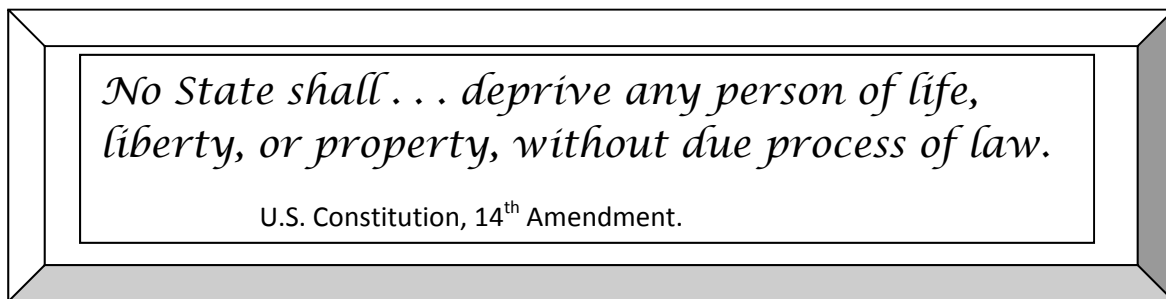 No State shall . . . deprive any person of life,
liberty, or property, without due process of law.
U.S. Constitution, 14th Amendment.